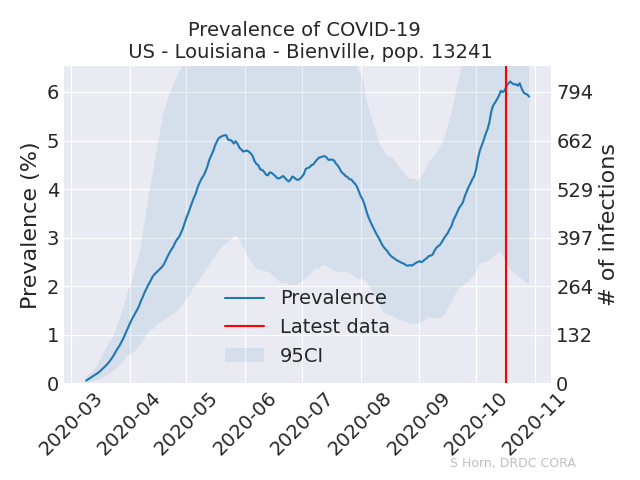 Prevalence of COVID-19
US - Louisiana - Bienville, pop. 13241
Prevalence (%)
6
5
4
3
2
1
0
794
662
529
397
264
132
0
# of infections
Prevalence
Latest data
95CI
2020-03
2020-04
2020-05
2020-06
2020-07
2020-08
2020-09
2020-10
2020-11
S Horn, DRDC CORA